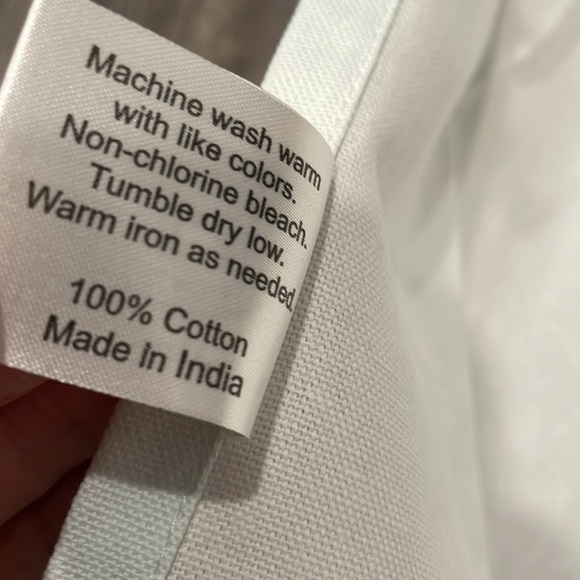 Machine wash warm
with like colors.
Non-chlorine bleach.
Tumble dry low.
Warm iron as needed.
100% Cotton
Made in India